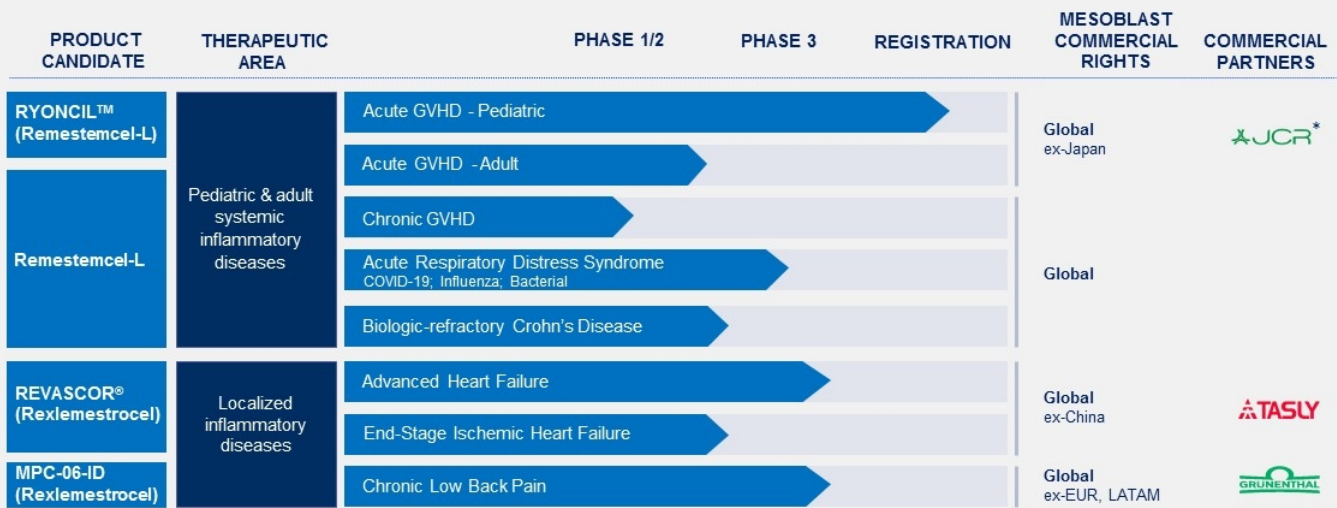 PRODUCT
CANDIDATE
THERAPEUTIC
AREA
PHASE 1/2
PHASE 3
REGISTRATION
MESOBLAST
COMMERCIAL
RIGHTS
COMMERCIAL
PARTNERS
RYONCIL™
(Remestemcel-L)
Remestemcel-L
Pediatric & adult
systemic
inflammatory
diseases
Acute GVHD - Pediatric
Acute GVHD - Adult
Chronic GVHD
Acute Respiratory Distress Syndrome
COVID-19; Influenza; Bacterial
Biologic-refractory Crohn's Disease
Global
ex-Japan
JCR*
Global
REVASCOR®
(Rexlemestrocel)
Localized
inflammatory
diseases
Advanced Heart Failure
End-Stage Ischemic Heart Failure
Global
ex-China
TASLY
MPC-06-ID
(Rexlemestrocel)
Chronic Low Back Pain
Global
ex-EUR, LATAM
GRÜNENTHAL